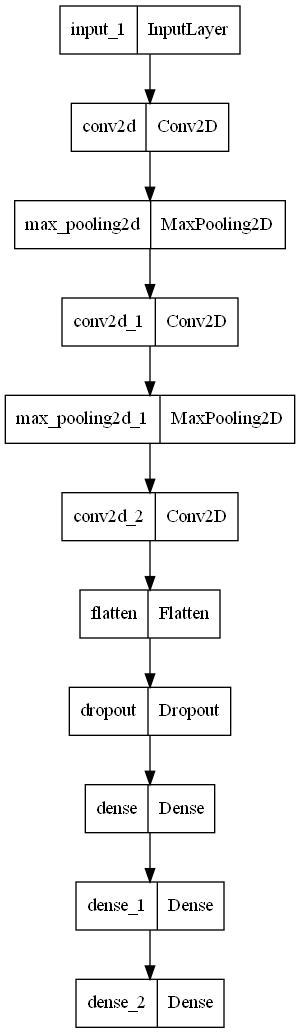 input_1 InputLayer
conv2d Conv2D
max_pooling2d MaxPooling2D
conv2d_1 Conv2D
max_pooling2d_1 MaxPooling2D
conv2d_2 Conv2D
flatten Flatten
dropout Dropout
dense Dense
dense_1 Dense
dense_2 Dense